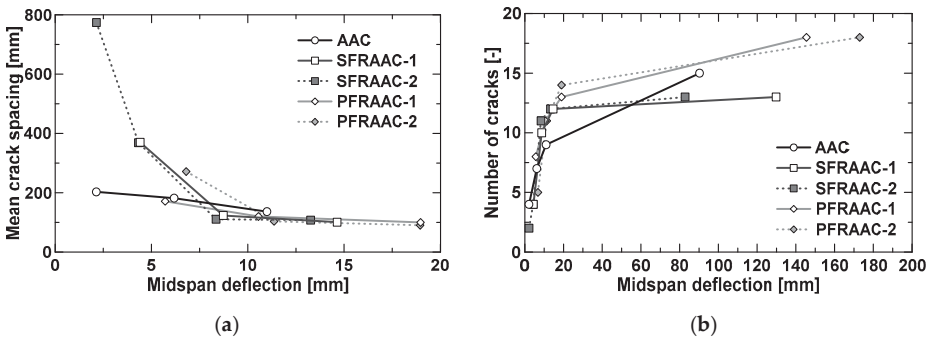 800
600
400
200
0
Mean crack spacing [mm]
AAC
SFRAAC-1
SFRAAC-2
PFRAAC-1
PFRAAC-2
0 5 10 15 20
Midspan deflection [mm]
(a)
20
15
10
5
0
Number of cracks [-]
AAC
SFRAAC-1
SFRAAC-2
PFRAAC-1
PFRAAC-2
0 20 40 60 80 100 120 140 160 180 200
Midspan deflection [mm]
(b)